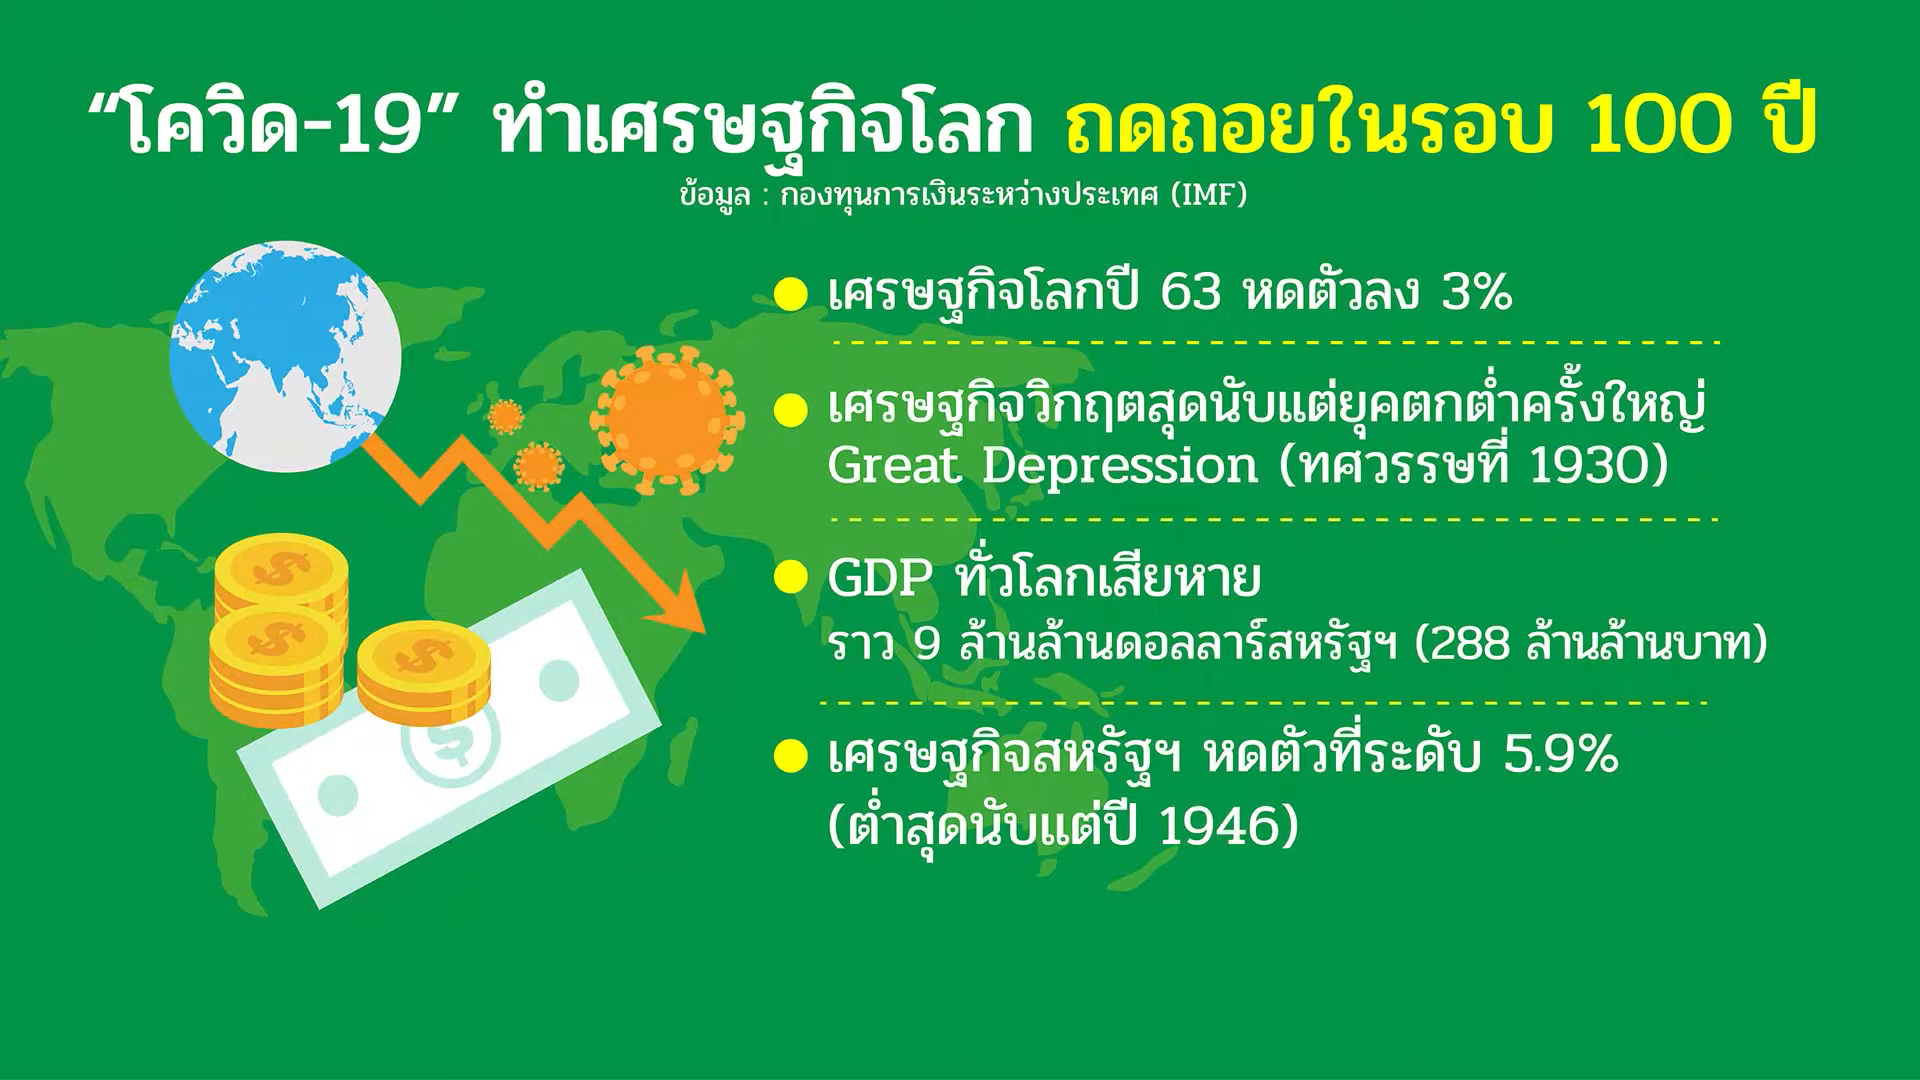 “โควิด-19” ทำเศรษฐกิจโลก ถดถอยในรอบ 100 ปี
ข้อมูล : กองทุนการเงินระหว่างประเทศ (IMF)
เศรษฐกิจโลกปี 63 หดตัวลง 3%
เศรษฐกิจวิกฤตสุดนับแต่ยุคตกต่ำครั้งใหญ่
Great Depression (ทศวรรษที่ 1930)
GDP ทั่วโลกเสียหาย
ราว 9 ล้านล้านดอลลาร์สหรัฐฯ (288 ล้านล้านบาท)
เศรษฐกิจสหรัฐฯ หดตัวที่ระดับ 5.9%
(ต่ำสุดนับแต่ปี 1946)